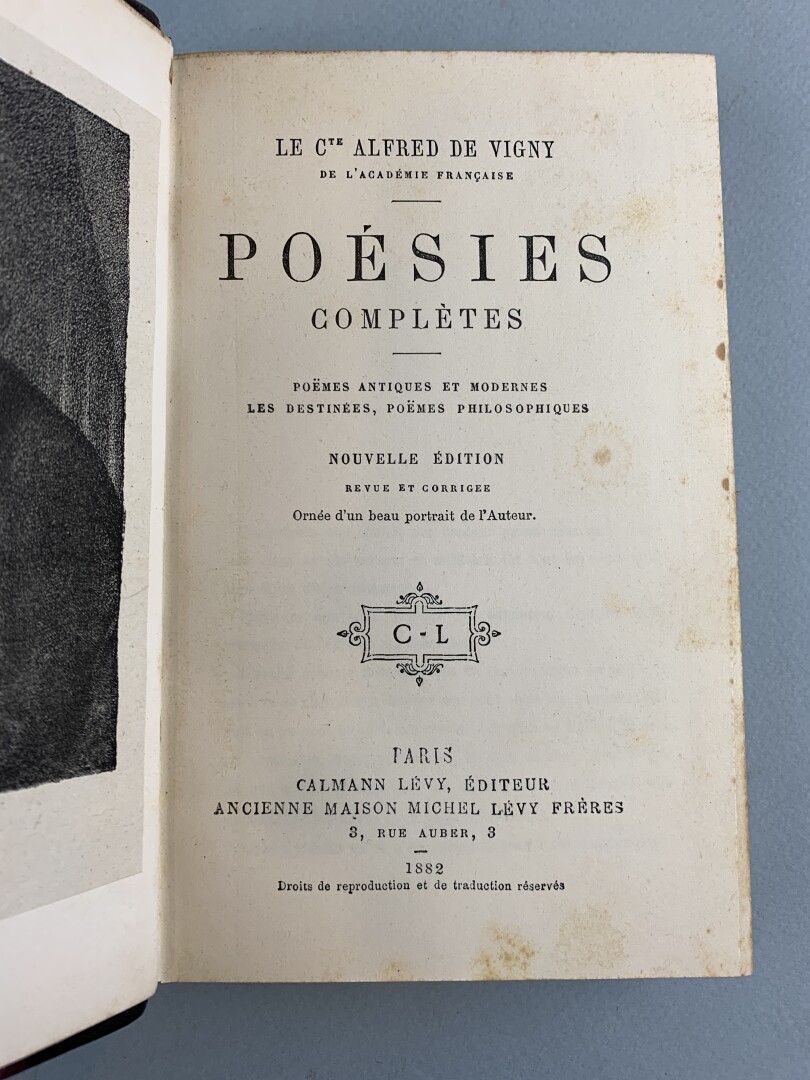 LE CTE ALFRED DE VIGNY
DE L'ACADÉMIE FRANÇAISE
POÉSIES
COMPLÈTES
POËMES ANTIQUES ET MODERNES
LES DESTINÉES, POËMES PHILOSOPHIQUES
NOUVELLE ÉDITION
REVUE ET CORRIGEE
Ornée d'un beau portrait de l'Auteur.
C-L
PARIS
CALMANN LÉVY, ÉDITEUR
ANCIENNE MAISON MICHEL LÉVY FRÈRES
3, RUE AUBER, 3
1882
Droits de reproduction et de traduction réservés